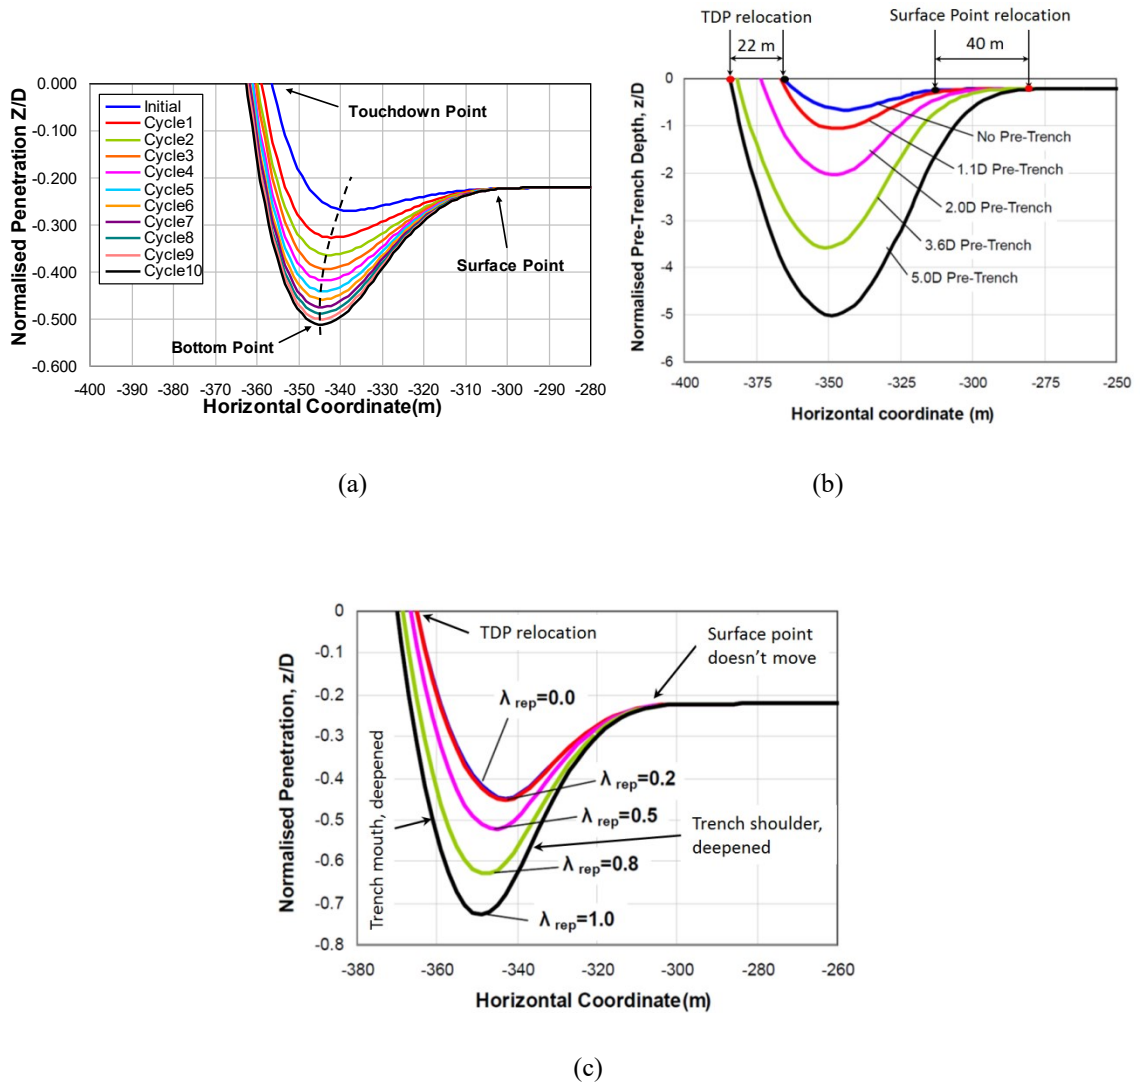 0.000
-0.100
-0.200
-0.300
-0.400
-0.500
-0.600
Normalised Penetration Z/D
Initial
Cycle1
Cycle2
Cycle3
Cycle4
Cycle5
Cycle6
Cycle7
Cycle8
Cycle9
Cycle10
Touchdown Point
Surface Point
Bottom Point
-400 -390 -380 -370 -360 -350 -340 -330 -320 -310 -300 -290 -280
Horizontal Coordinate(m)
(a)
TDP relocation
Surface Point relocation
22 m
40 m
0
-1
-2
-3
-4
-5
-6
Normalised Pre-Trench Depth, z/D
No Pre-Trench
1.1D Pre-Trench
2.0D Pre-Trench
3.6D Pre-Trench
5.0D Pre-Trench
-400 -375 -350 -325 -300 -275 -250
Horizontal coordinate (m)
(b)
0
-0.1
-0.2
-0.3
-0.4
-0.5
-0.6
-0.7
-0.8
Normalised Penetration, z/D
TDP relocation
Surface point
doesn't move
λ rep=0.0
λ rep=0.2
λ rep=0.5
λ rep=0.8
λ rep=1.0
Trench mouth, deepened
Trench shoulder,
deepened
-380 -360 -340 -320 -300 -280 -260
Horizontal Coordinate(m)
(c)